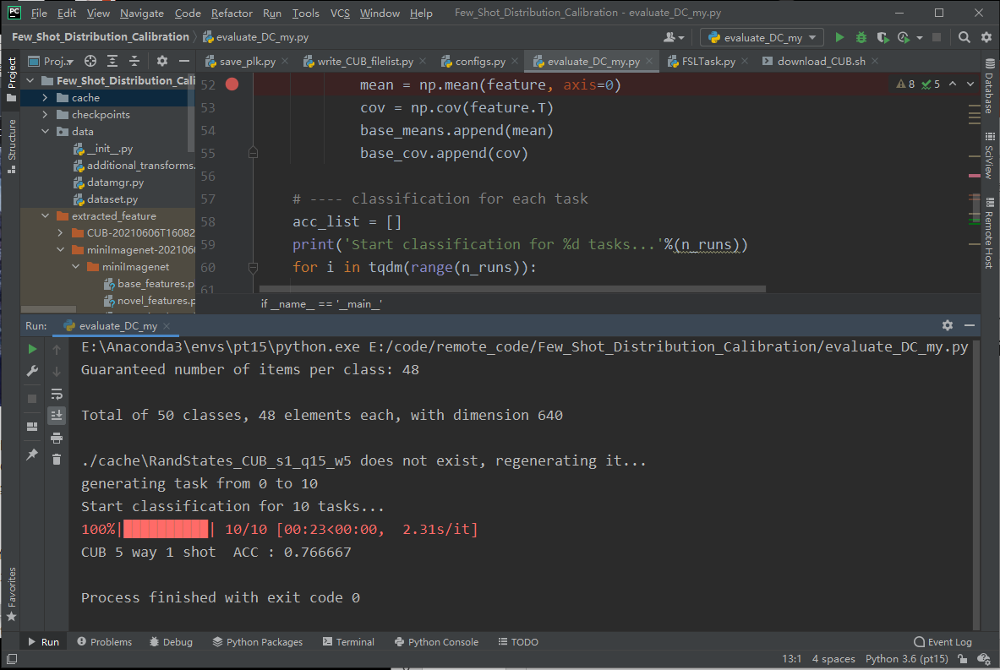 PC File Edit View Navigate Code Refactor Run Tools VCS Window Help Few_Shot_Distribution_Calibration - evaluate_DC_my.py
Few_Shot_Distribution_Calibration evaluate_DC_my.py evaluate_DC_my
Project Proj... save_plk.py write_CUB_filelist.py configs.py evaluate_DC_my.py FSLTask.py download_CUB.sh
Few_Shot_Distribution_Cali
cache
checkpoints
data
__init__.py
additional_transforms.
datamgr.py
dataset.py
extracted_feature
CUB-20210606T16082
miniImagenet-2021060
miniImagenet
base_features.p
novel_features.p
52 mean = np.mean(feature, axis=0)
53 cov = np.cov(feature.T)
54 base_means.append(mean)
55 base_cov.append(cov)
56
57 # ---- classification for each task
58 acc_list = []
59 print('Start classification for %d tasks...'%(n_runs))
60 for i in tqdm(range(n_runs)):
61
8 5
if __name__ == '__main__'
Structure
Favorites
Database
SciView
Remote Host
Run: evaluate_DC_my
E:\Anaconda3\envs\pt15\python.exe E:/code/remote_code/Few_Shot_Distribution_Calibration/evaluate_DC_my.py
Guaranteed number of items per class: 48
Total of 50 classes, 48 elements each, with dimension 640
./cache\RandStates_CUB_s1_q15_w5 does not exist, regenerating it...
generating task from 0 to 10
Start classification for 10 tasks...
100%|██████████| 10/10 [00:23<00:00,  2.31s/it]
CUB 5 way 1 shot  ACC : 0.766667
Process finished with exit code 0
Run Problems Debug Python Packages Terminal Python Console TODO Event Log
13:1 4 spaces Python 3.6 (pt15)